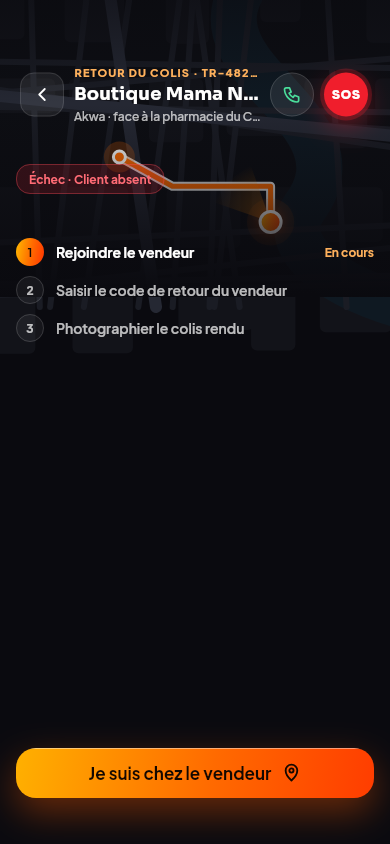 RETOUR DU COLIS · TR-482…
Boutique Mama N…
Akwa · face à la pharmacie du C…
SOS
Échec · Client absent
1 Rejoindre le vendeur En cours
2 Saisir le code de retour du vendeur
3 Photographier le colis rendu
Je suis chez le vendeur